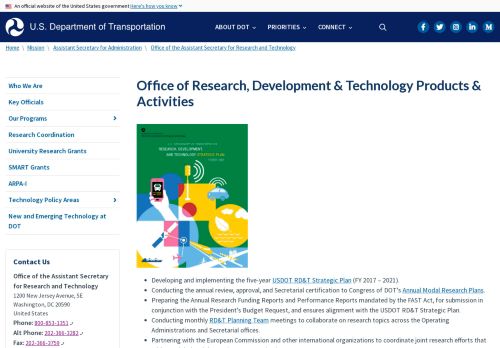 An official website of the United States government Here's how you know
U.S. Department of Transportation
ABOUT DOT
PRIORITIES
CONNECT
Home \ Mission \ Assistant Secretary for Administration \ Office of the Assistant Secretary for Research and Technology
Who We Are
Key Officials
Our Programs
Research Coordination
University Research Grants
SMART Grants
ARPA-I
Technology Policy Areas
New and Emerging Technology at
DOT
Contact Us
Office of the Assistant Secretary
for Research and Technology
1200 New Jersey Avenue, SE
Washington, DC 20590
United States
Phone: 800-853-1351
Alt Phone: 202-366-3282
Fax: 202-366-3759
Office of Research, Development & Technology Products &
Activities
RESEARCH, DEVELOPMENT,
AND TECHNOLOGY STRATEGIC PLAN
• Developing and implementing the five-year USDOT RD&T Strategic Plan (FY 2017 – 2021).
• Conducting the annual review, approval, and Secretarial certification to Congress of DOT's Annual Modal Research Plans.
• Preparing the Annual Research Funding Reports and Performance Reports mandated by the FAST Act, for submission in
conjunction with the President's Budget Request, and ensures alignment with the USDOT RD&T Strategic Plan
• Conducting monthly RD&T Planning Team meetings to collaborate on research topics across the Operating
Administrations and Secretarial offices.
• Partnering with the European Commission and other international organizations to coordinate joint research efforts that